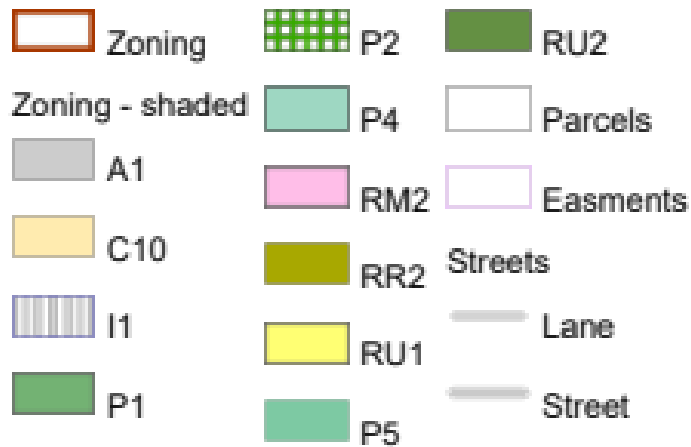 Zoning
Zoning - shaded
A1
C10
I1
P1
P2
P4
RM2
RR2
RU1
P5
RU2
Parcels
Easments
Streets
Lane
Street